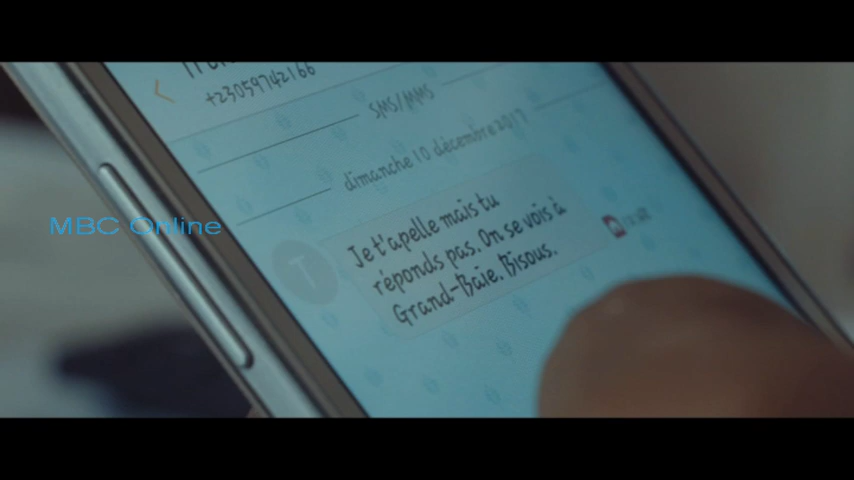 +23059742166
SMS/MMS
dimanche 10 décembre 2017
Je t'apelle mais tu
réponds pas. On se vois à
Grand-Baie. Bisous.
T
MBC Online